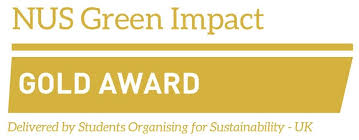 NUS Green Impact
GOLD AWARD
Delivered by Students Organising for Sustainability - UK